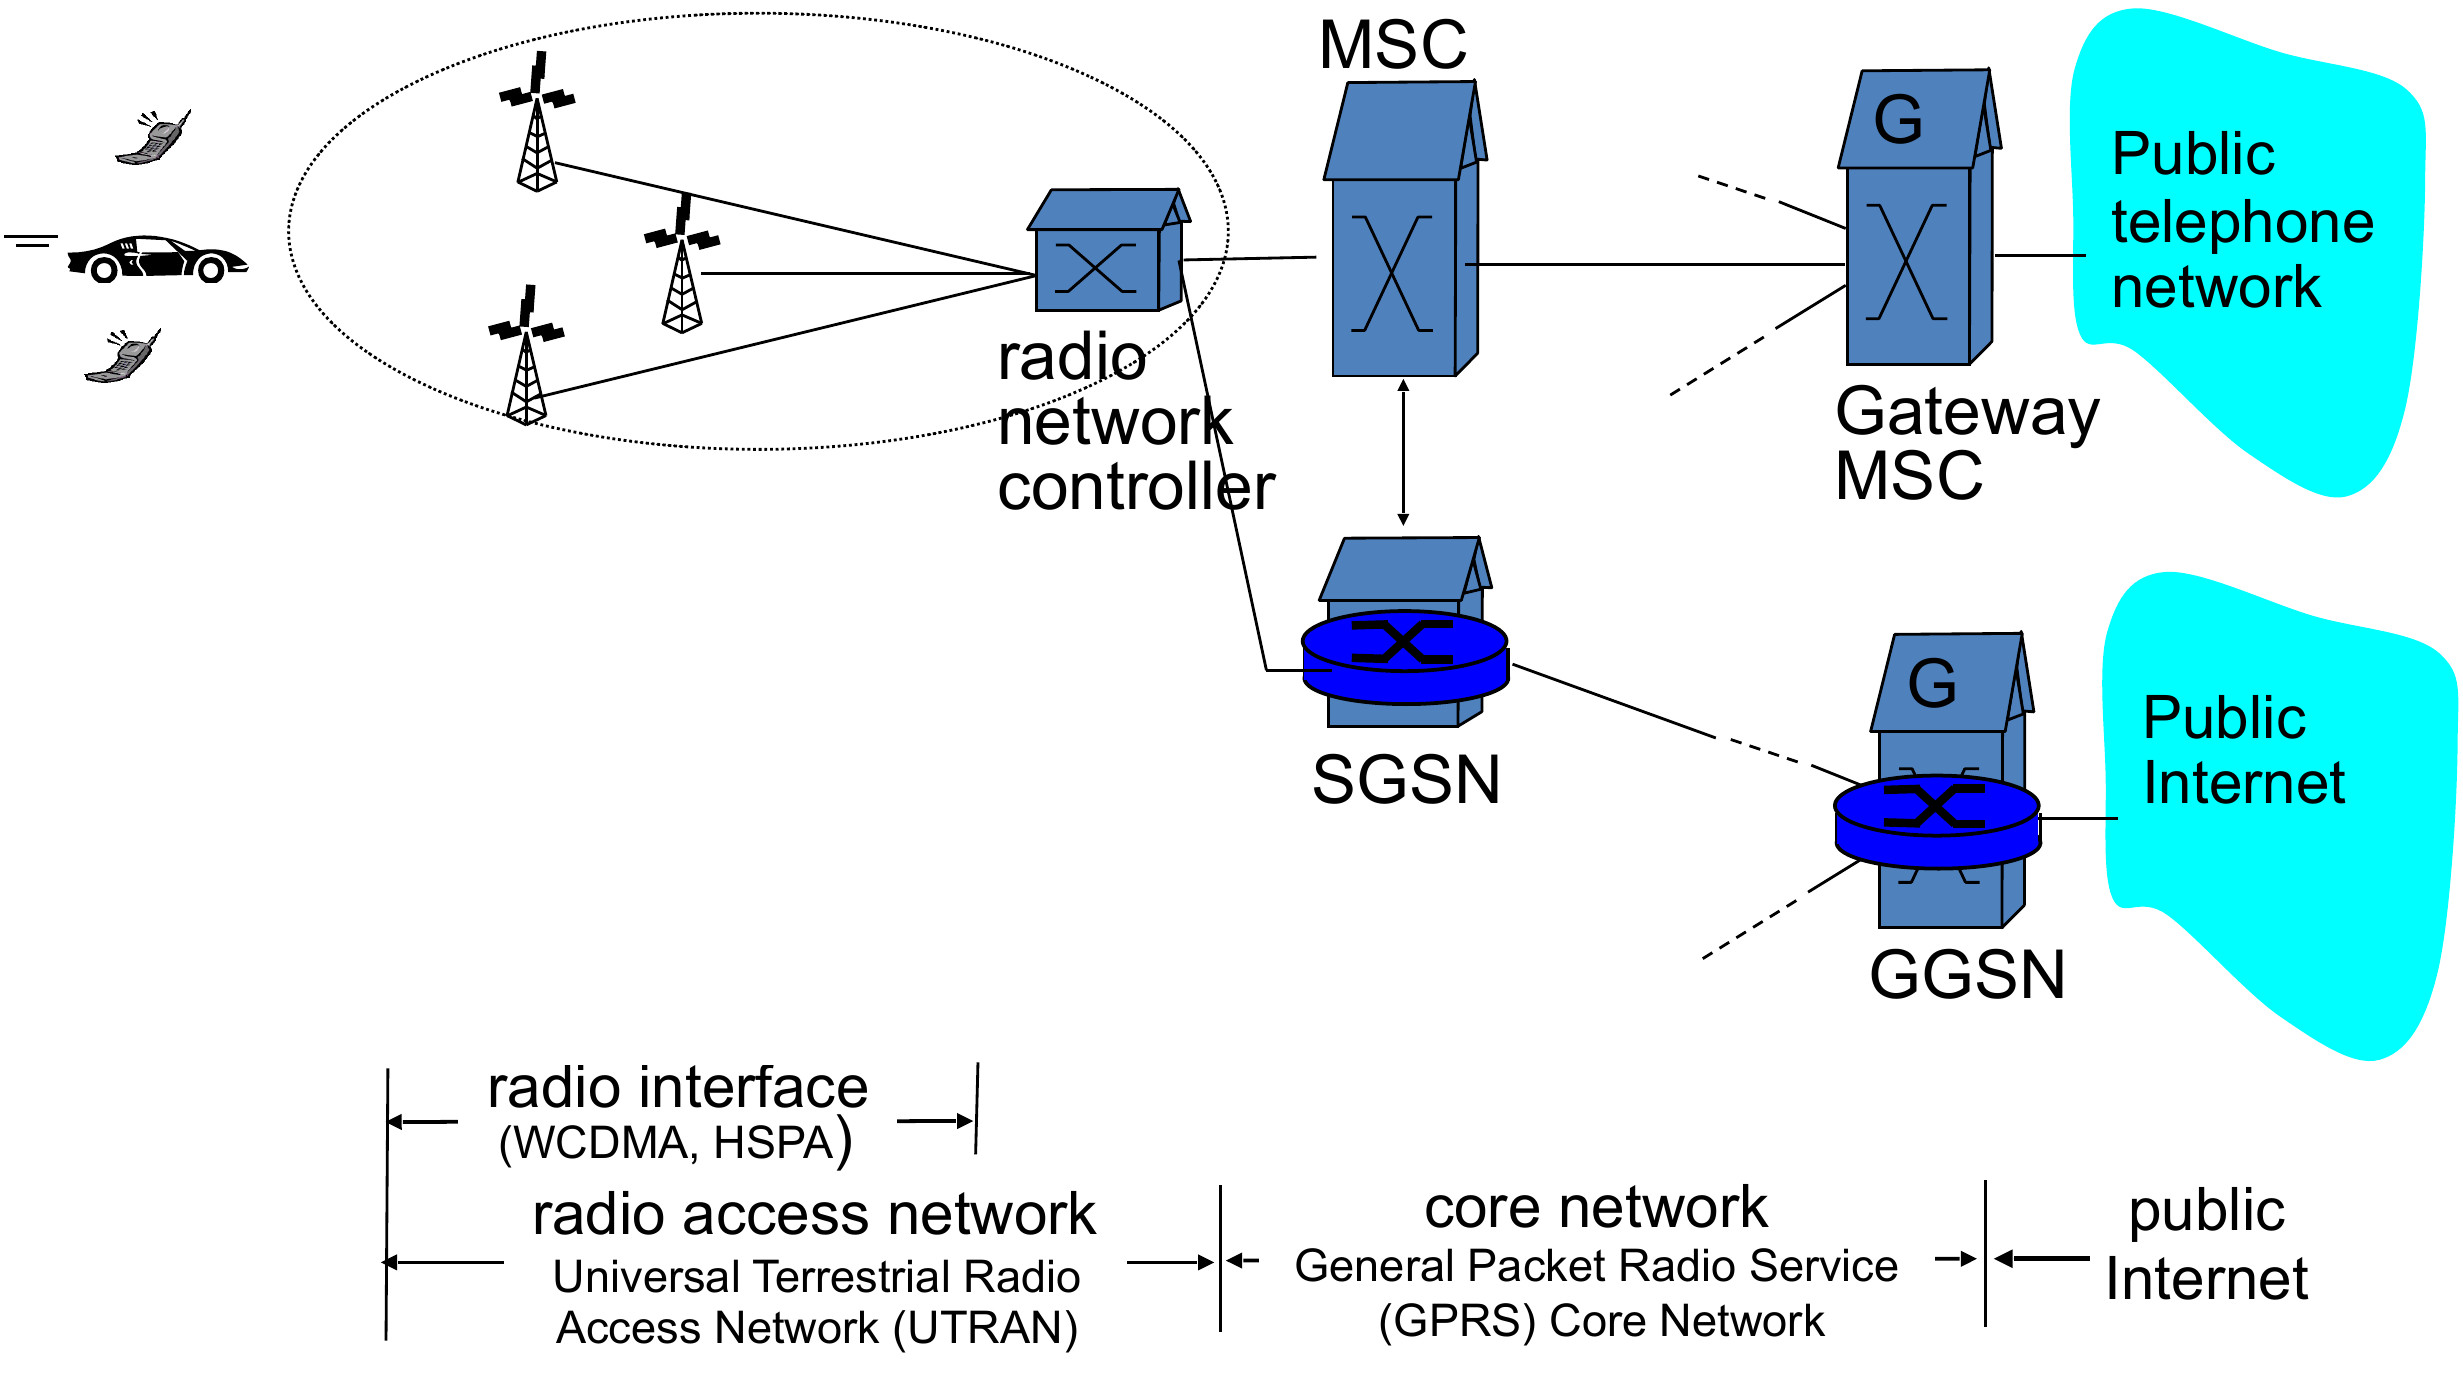 MSC
G
Public
telephone
network
radio
network
controller
Gateway
MSC
SGSN
G
Public
Internet
GGSN
radio interface
(WCDMA, HSPA)
radio access network
Universal Terrestrial Radio
Access Network (UTRAN)
core network
General Packet Radio Service
(GPRS) Core Network
public
Internet